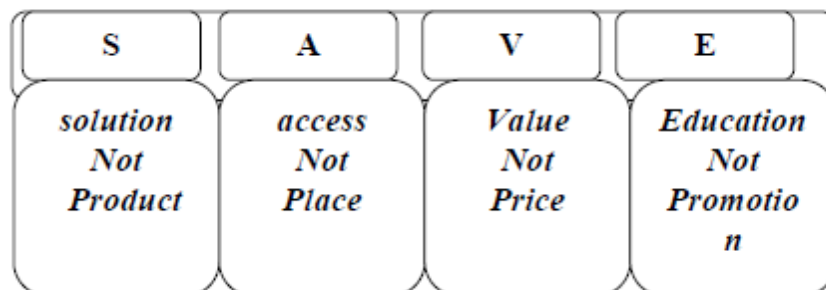 S A V E
solution
Not
Product
access
Not
Place
Value
Not
Price
Education
Not
Promotio
n